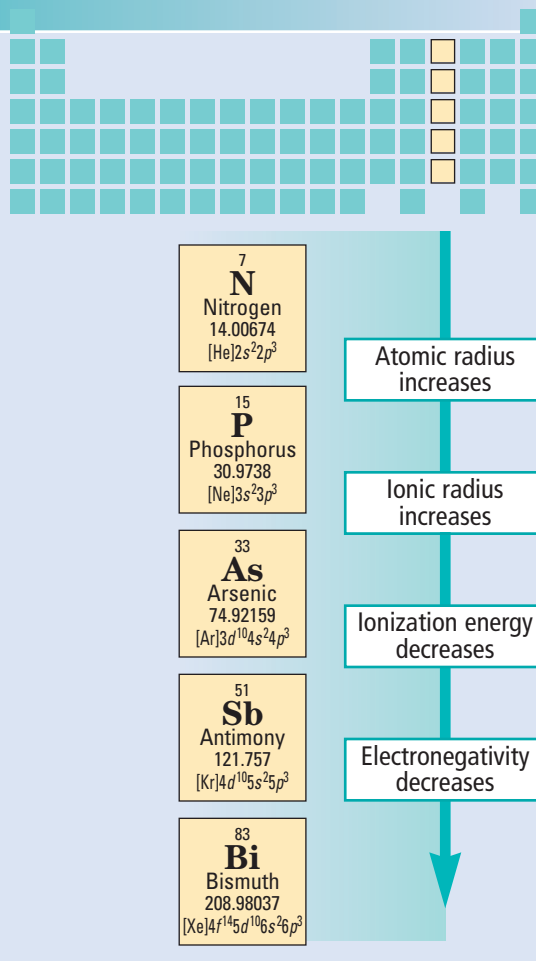 7
N
Nitrogen
14.00674
[He]2s²2p³
15
P
Phosphorus
30.9738
[Ne]3s²3p³
33
As
Arsenic
74.92159
[Ar]3d¹⁰4s²4p³
51
Sb
Antimony
121.757
[Kr]4d¹⁰5s²5p³
83
Bi
Bismuth
208.98037
[Xe]4f¹⁴5d¹⁰6s²6p³
Atomic radius
increases
Ionic radius
increases
Ionization energy
decreases
Electronegativity
decreases